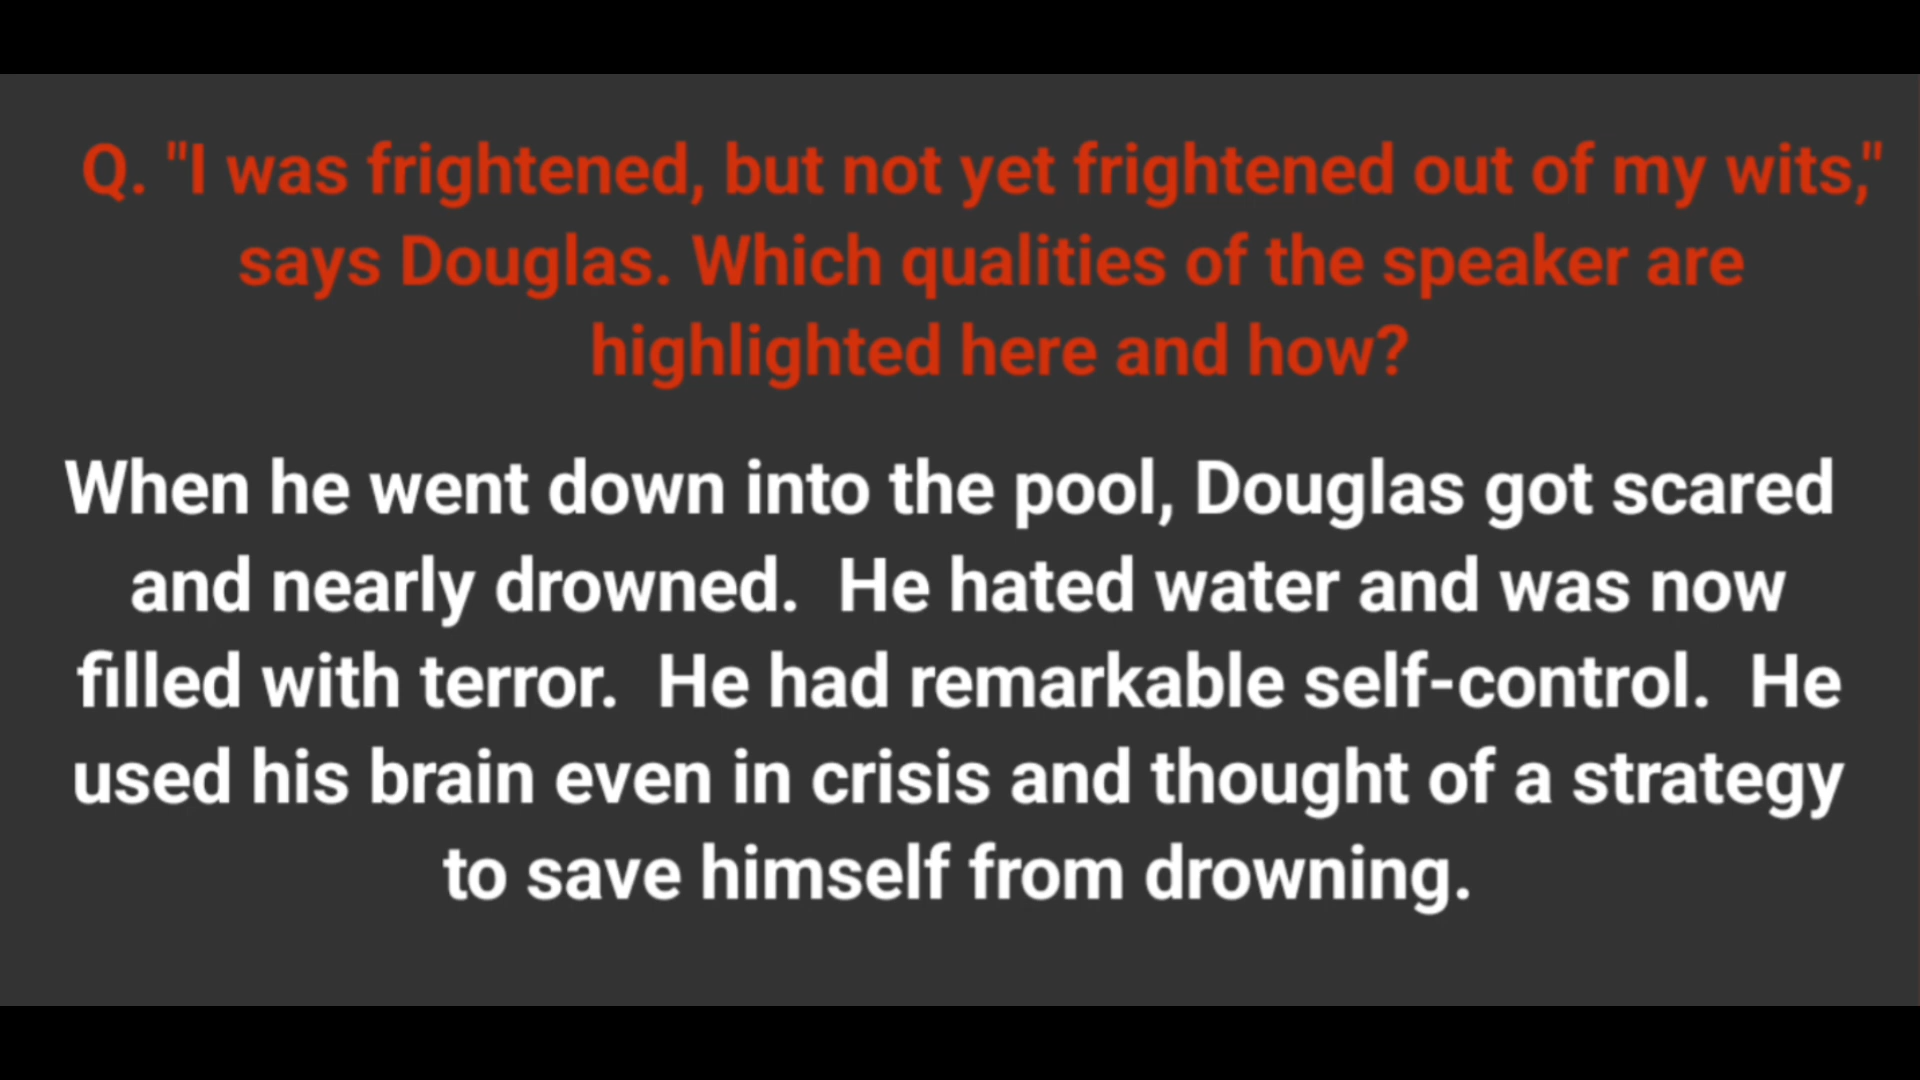 Q. "I was frightened, but not yet frightened out of my wits,"
says Douglas. Which qualities of the speaker are
highlighted here and how?
When he went down into the pool, Douglas got scared
and nearly drowned.  He hated water and was now
filled with terror.  He had remarkable self-control.  He
used his brain even in crisis and thought of a strategy
to save himself from drowning.